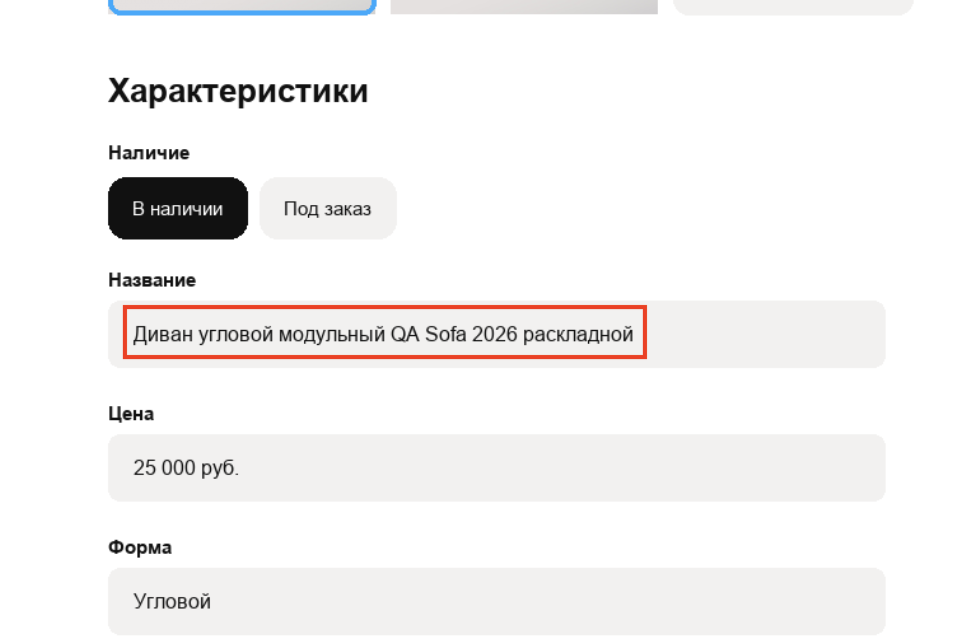 Характеристики
Наличие
В наличии
Под заказ
Название
Диван угловой модульный QA Sofa 2026 раскладной
Цена
25 000 руб.
Форма
Угловой